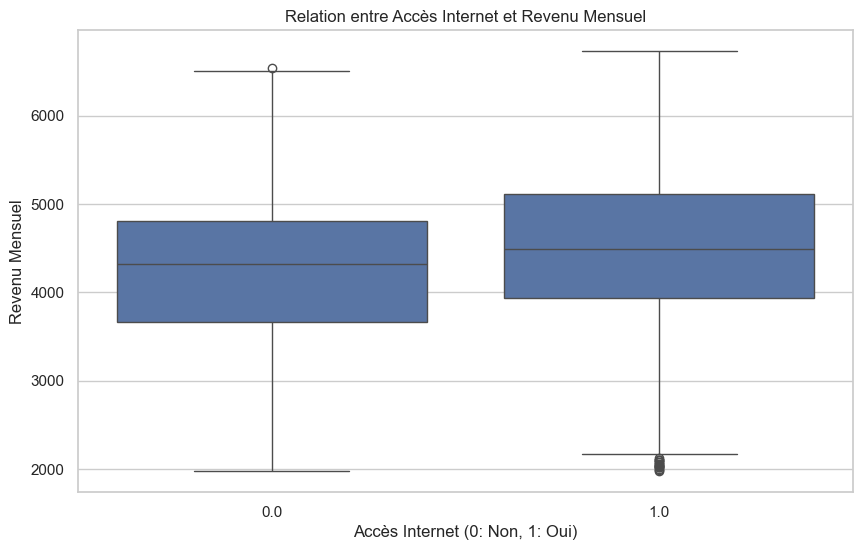 Relation entre Accès Internet et Revenu Mensuel
6000
5000
4000
3000
2000
Revenu Mensuel
0.0
1.0
Accès Internet (0: Non, 1: Oui)